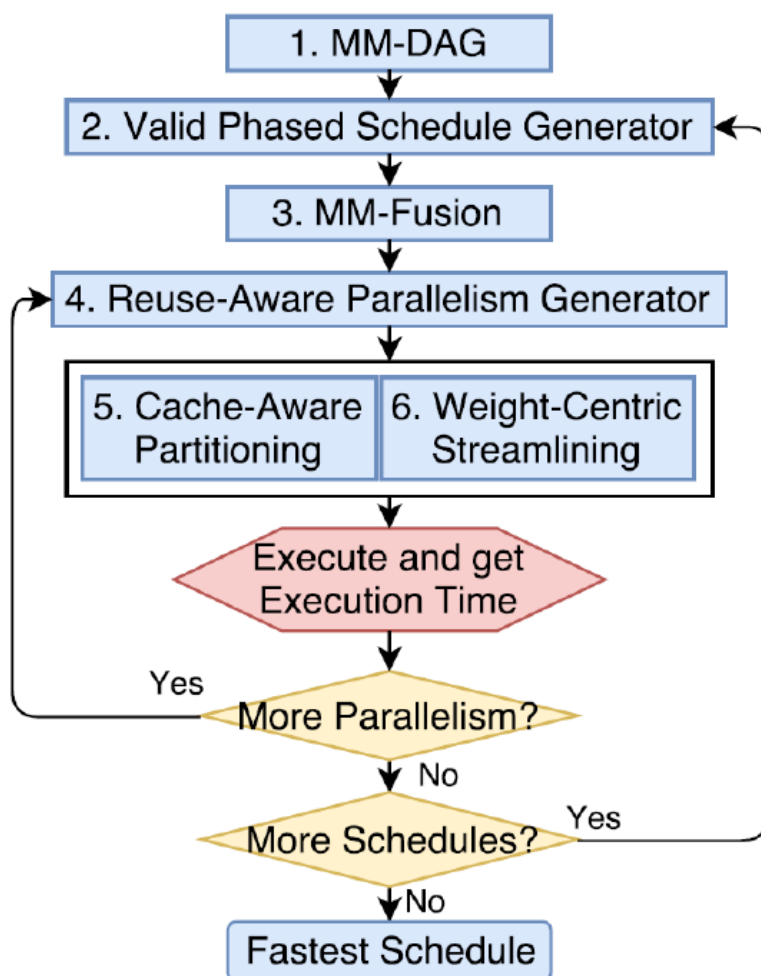 1. MM-DAG
2. Valid Phased Schedule Generator
3. MM-Fusion
4. Reuse-Aware Parallelism Generator
5. Cache-Aware
Partitioning
6. Weight-Centric
Streamlining
Execute and get
Execution Time
Yes
More Parallelism?
No
More Schedules?
Yes
No
Fastest Schedule